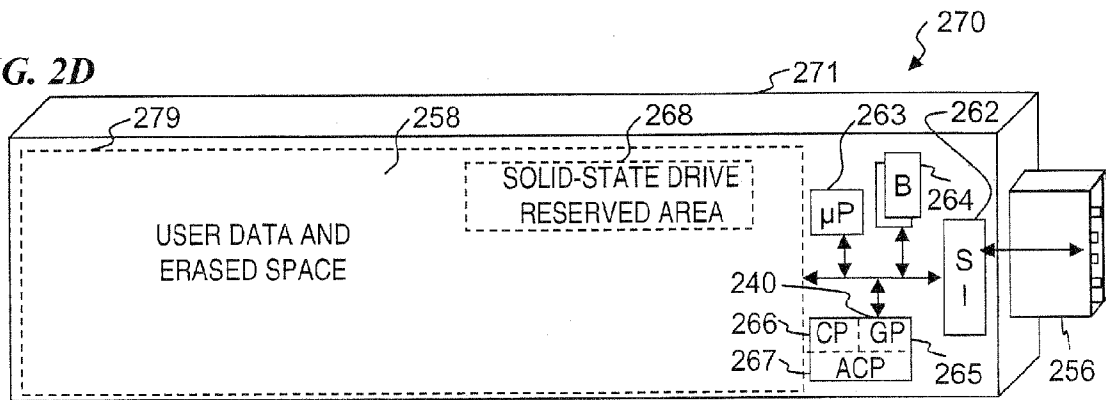 270
G. 2D
271
279
258
268
263
262
SOLID-STATE DRIVE
RESERVED AREA
B
264
µP
USER DATA AND
ERASED SPACE
S
I
240
266
CP
GP
267
ACP
265
256